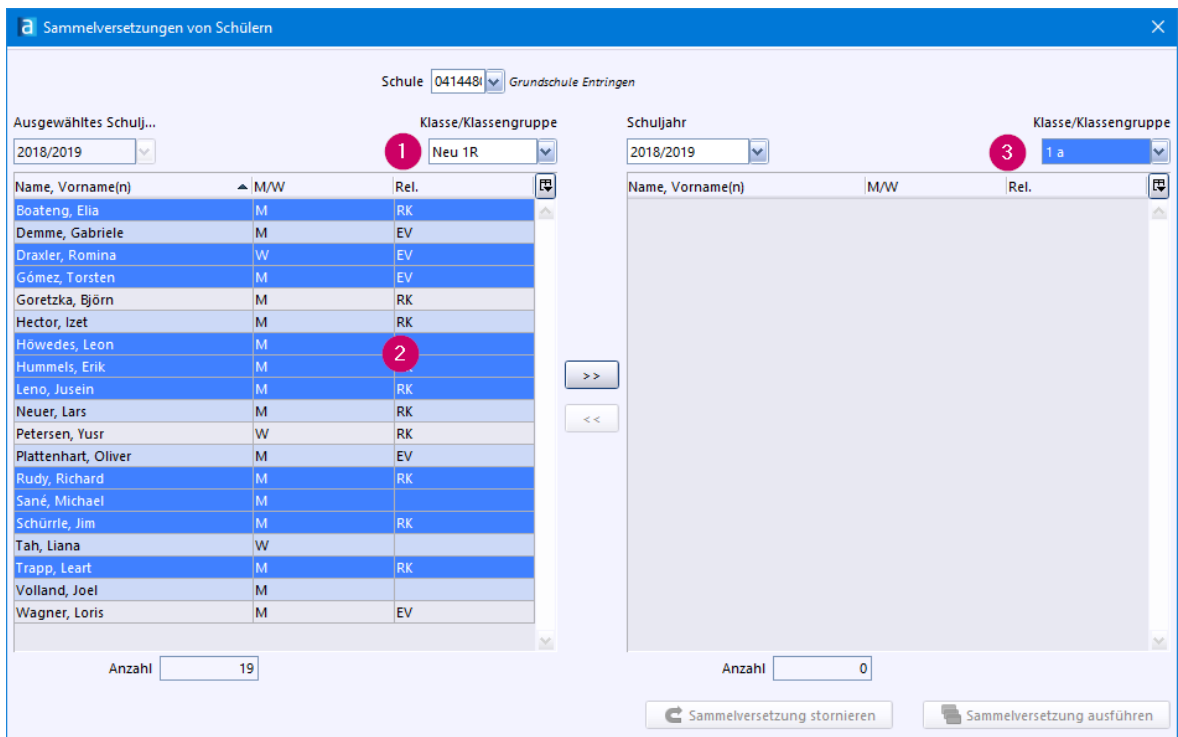 a Sammelversetzungen von Schülern
Schule 0414480 Grundschule Entringen
Ausgewähltes Schulj... Klasse/Klassengruppe Schuljahr Klasse/Klassengruppe
2018/2019 1 Neu 1R 2018/2019 3 1 a
Name, Vorname(n) M/W Rel. Name, Vorname(n) M/W Rel.
Boateng, Elia M RK
Demme, Gabriele M EV
Draxler, Romina W EV
Gómez, Torsten M EV
Goretzka, Björn M RK
Hector, Izet M RK
Höwedes, Leon M
2
Hummels, Erik M
>>
Leno, Jusein M RK
Neuer, Lars M RK
<<
Petersen, Yusr W RK
Plattenhart, Oliver M EV
Rudy, Richard M RK
Sané, Michael M
Schürrle, Jim M RK
Tah, Liana W
Trapp, Leart M RK
Volland, Joel M
Wagner, Loris M EV
Anzahl 19 Anzahl 0
Sammelversetzung stornieren Sammelversetzung ausführen